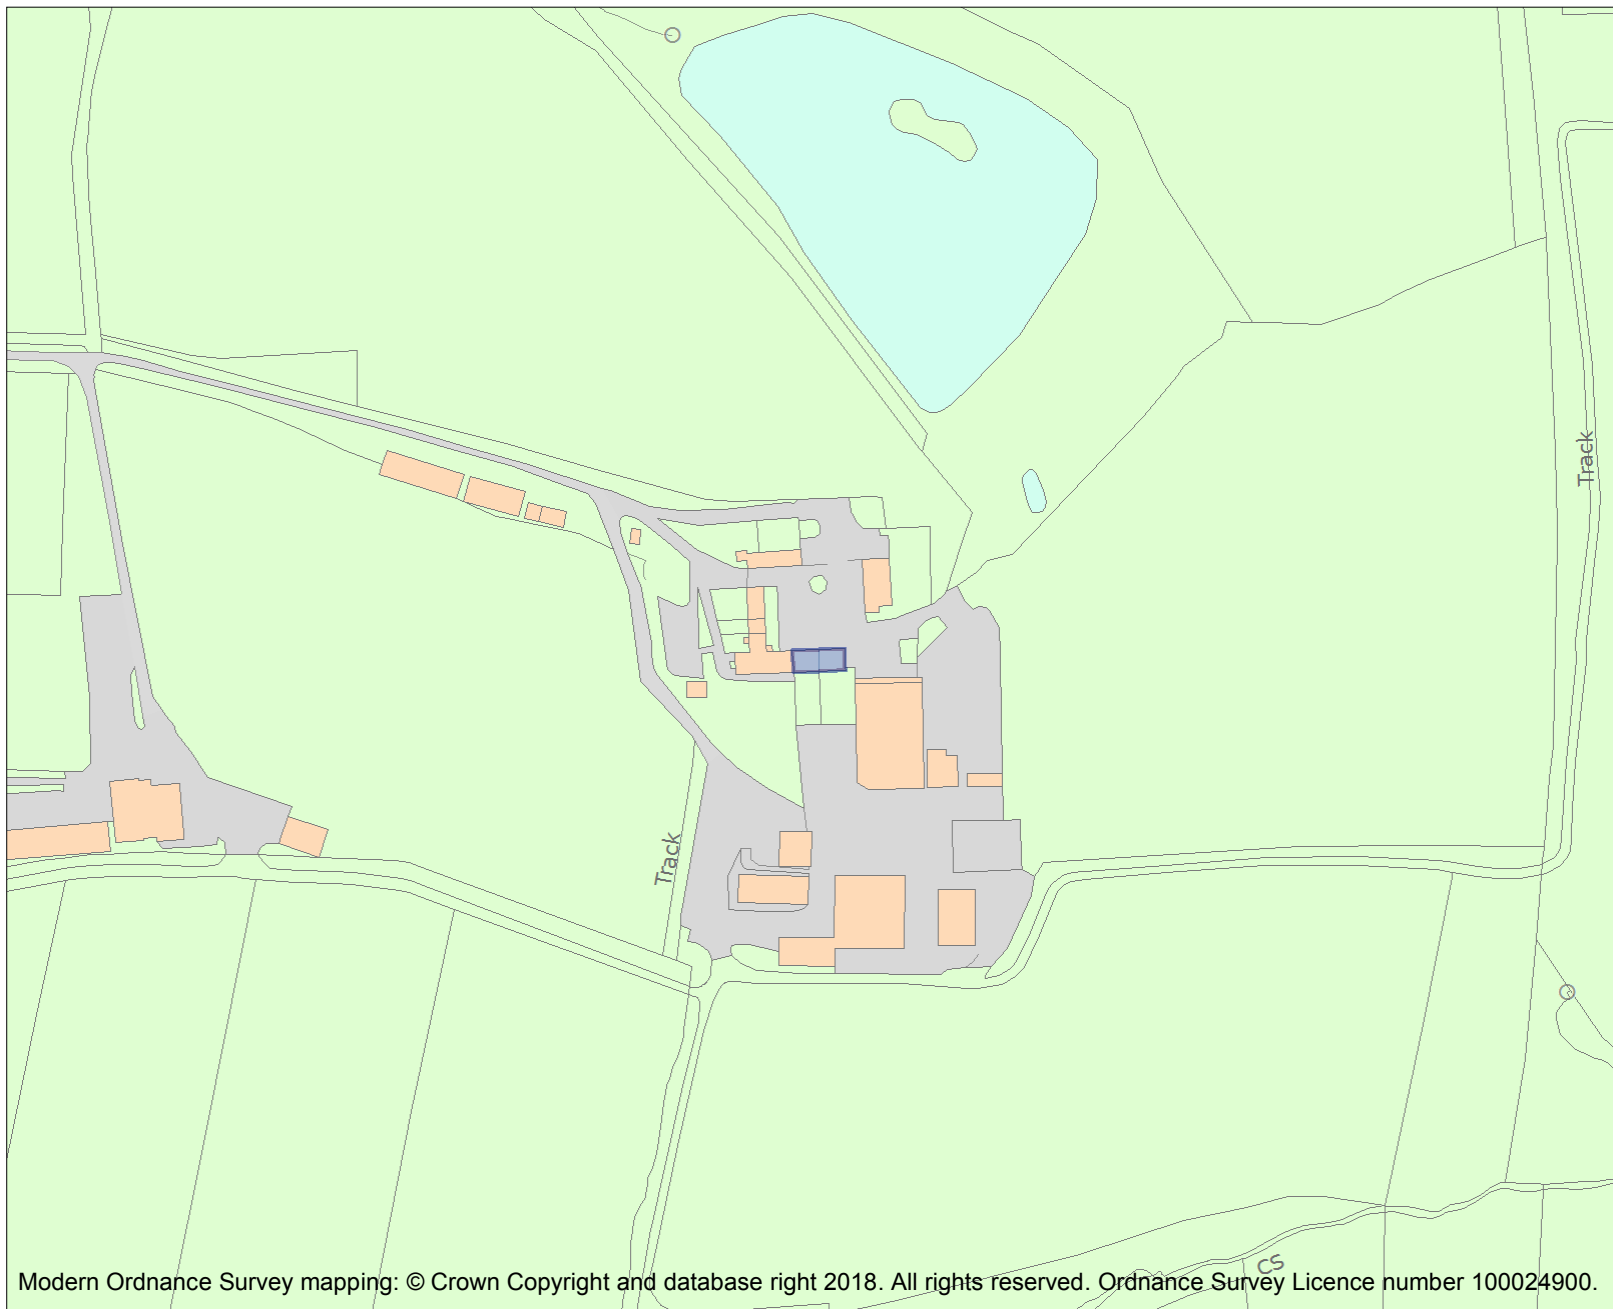 Track
Track
CS
Modern Ordnance Survey mapping: © Crown Copyright and database right 2018. All rights reserved. Ordnance Survey Licence number 100024900.